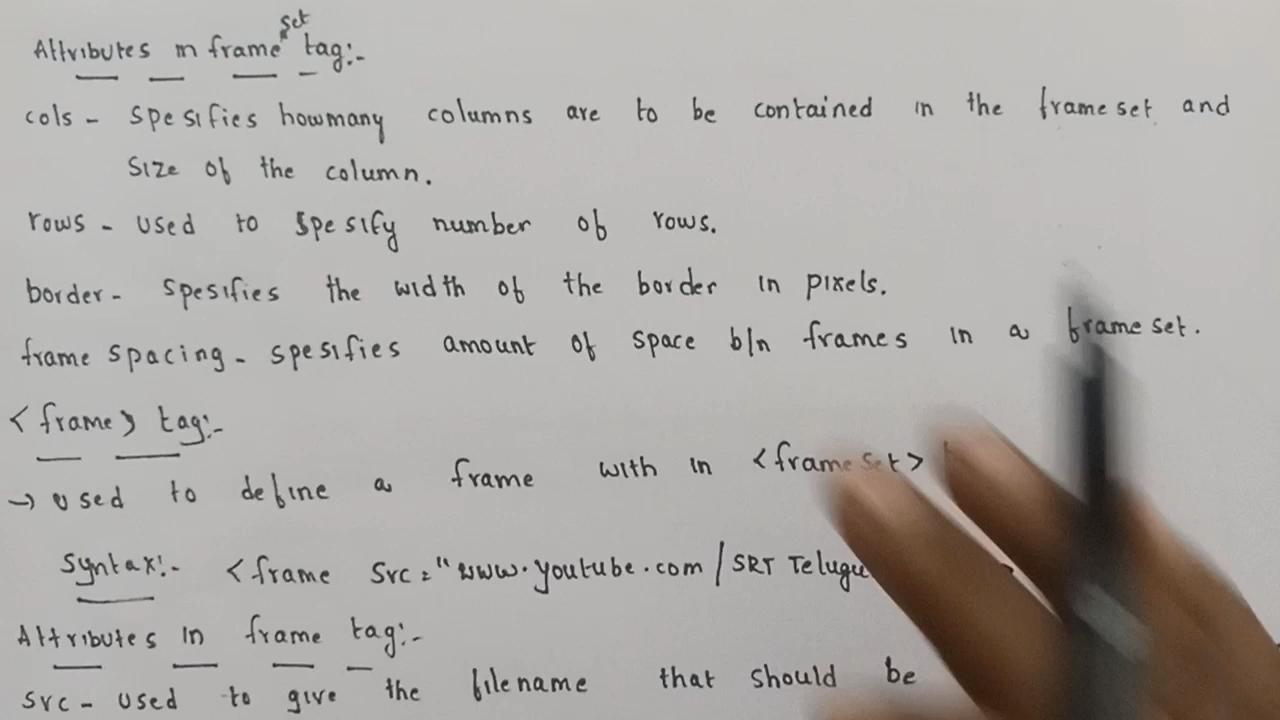 Attributes in frame set tag:-
cols - spesifies howmany columns are to be contained in the frameset and
size of the column.
rows - used to spesify number of rows.
border - spesifies the width of the border in pixels.
frame spacing - spesifies amount of space b/n frames in a frameset.
<frame> tag:-
→ used to define a frame with in <frameset>
Syntax:- <frame src="www.youtube.com/SRT Telugu
Attributes in frame tag:-
src - used to give the filename that should be